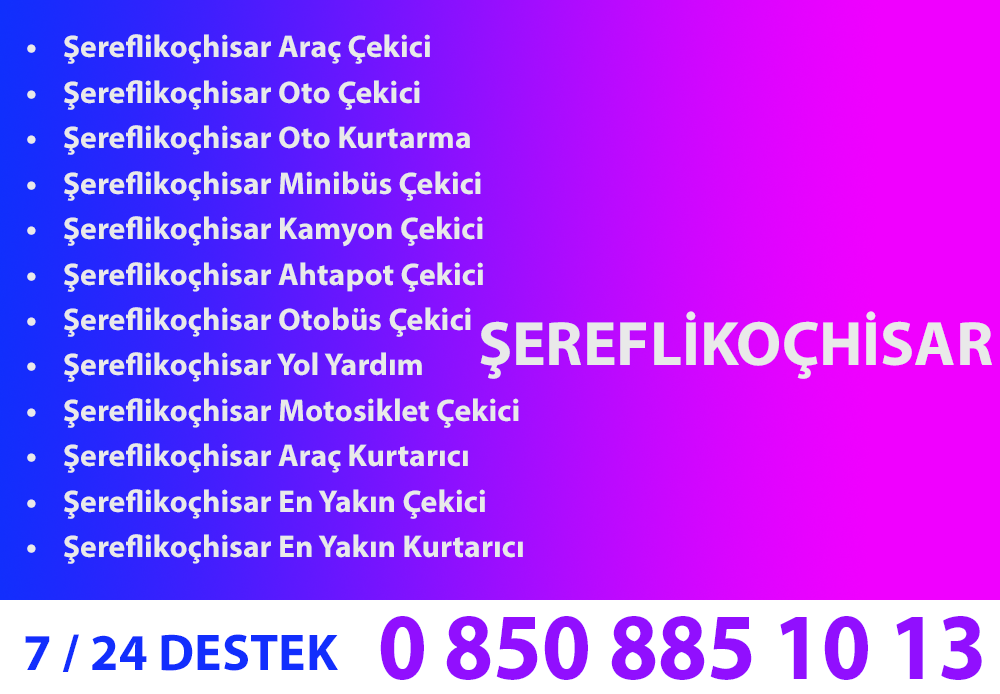 • Şereflikoçhisar Araç Çekici
• Şereflikoçhisar Oto Çekici
• Şereflikoçhisar Oto Kurtarma
• Şereflikoçhisar Minibüs Çekici
• Şereflikoçhisar Kamyon Çekici
• Şereflikoçhisar Ahtapot Çekici
• Şereflikoçhisar Otobüs Çekici
• Şereflikoçhisar Yol Yardım
• Şereflikoçhisar Motosiklet Çekici
• Şereflikoçhisar Araç Kurtarıcı
• Şereflikoçhisar En Yakın Çekici
• Şereflikoçhisar En Yakın Kurtarıcı
ŞEREFLİKOÇHİSAR
7 / 24 DESTEK 0 850 885 10 13